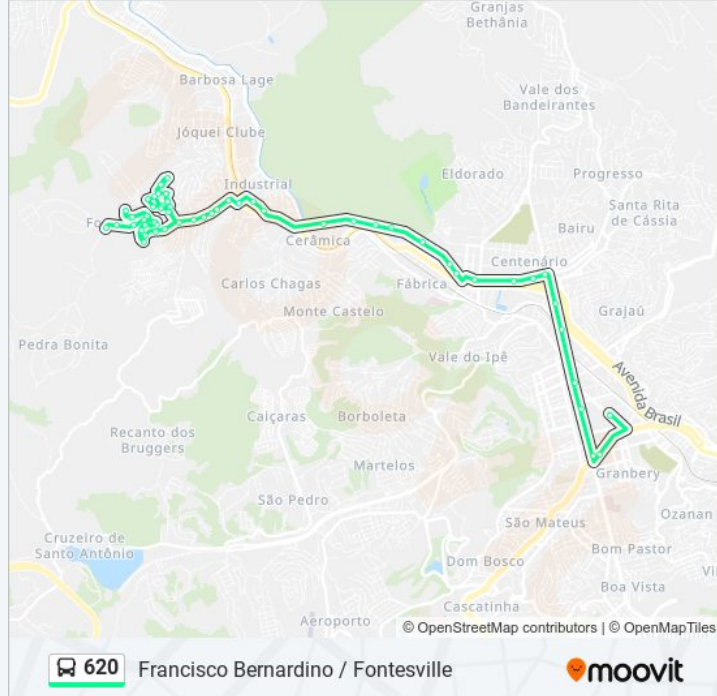 Granjas
Bethânia
Barbosa Lage
Vale dos
Bandeirantes
Jóquei Clube
Eldorado
Progresso
Industrial
Santa Rita
de Cássia
Fo
Bairu
Cerâmica
Centenário
Carlos Chagas
Fábrica
Monte Castelo
Grajaú
Pedra Bonita
Vale do Ipê
Avenida Brasil
Caiçaras
Borboleta
Recanto dos
Bruggers
Martelos
Granbery
São Pedro
Ozanan
São Mateus
Cruzeiro de
Santo Antônio
Bom Pastor
Dom Bosco
Vi
Boa Vista
Cascatinha
Aeroporto
© OpenStreetMap contributors | © OpenMapTiles
620 Francisco Bernardino / Fontesville
moovit